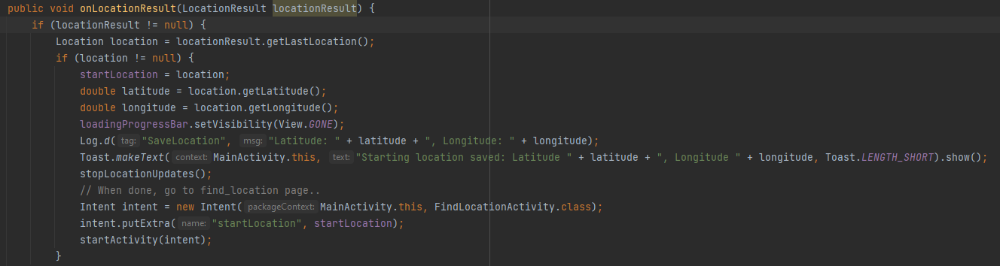 public void onLocationResult(LocationResult locationResult) {
if (locationResult != null) {
Location location = locationResult.getLastLocation();
if (location != null) {
startLocation = location;
double latitude = location.getLatitude();
double longitude = location.getLongitude();
loadingProgressBar.setVisibility(View.GONE);
Log.d( tag: "SaveLocation", msg: "Latitude: " + latitude + ", Longitude: " + longitude);
Toast.makeText( context: MainActivity.this, text: "Starting location saved: Latitude " + latitude + ", Longitude " + longitude, Toast.LENGTH_SHORT).show();
stopLocationUpdates();
// When done, go to find_location page..
Intent intent = new Intent( packageContext: MainActivity.this, FindLocationActivity.class);
intent.putExtra( name: "startLocation", startLocation);
startActivity(intent);
}